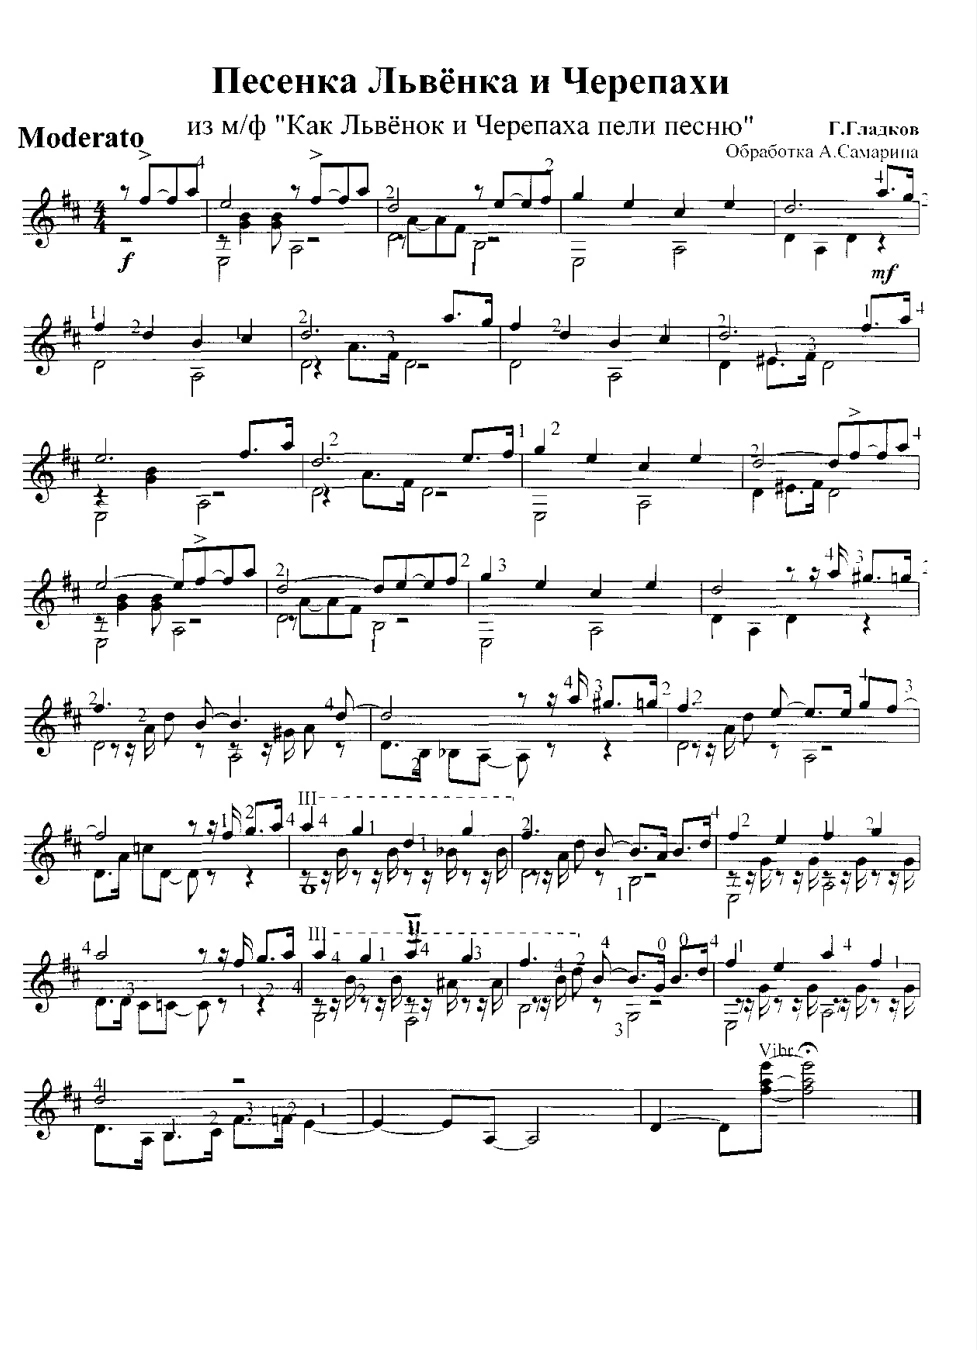 Песенка Львёнка и Черепахи
из м/ф "Как Львёнок и Черепаха пели песню"
Moderato
Г.Гладков
Обработка А.Самарина
f
mf
III
III
Vibr.